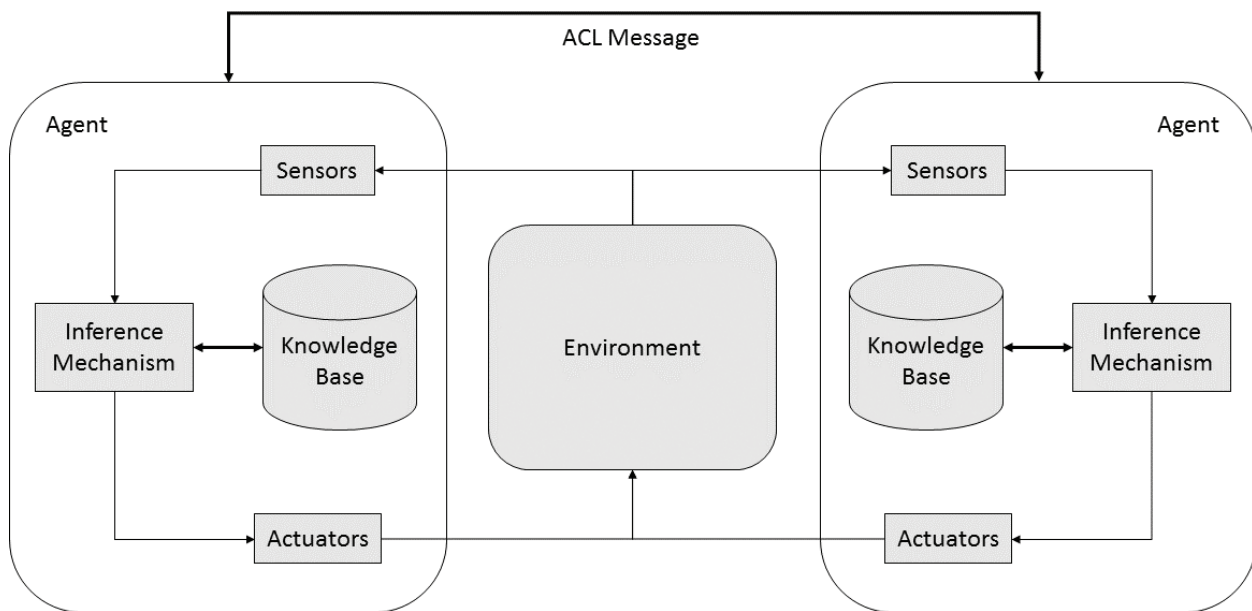 ACL Message
Agent
Agent
Sensors
Sensors
Inference
Mechanism
Knowledge
Base
Environment
Knowledge
Base
Inference
Mechanism
Actuators
Actuators